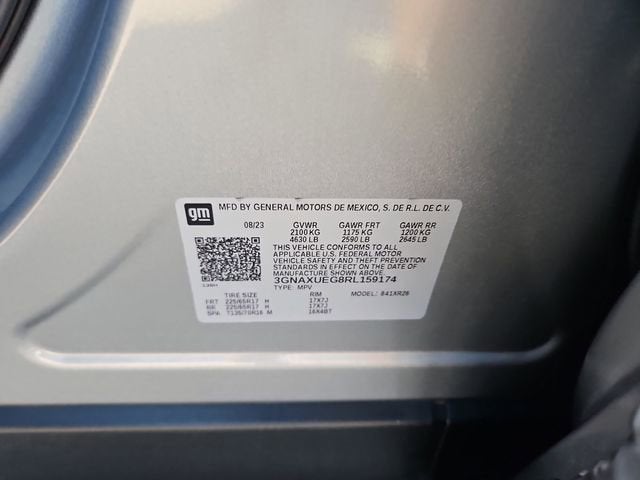 gm MFD BY GENERAL MOTORS DE MEXICO, S. DE R.L. DE C.V.
08/23 GVWR GAWR FRT GAWR RR
2100 KG 1175 KG 1200 KG
4630 LB 2590 LB 2645 LB
THIS VEHICLE CONFORMS TO ALL
APPLICABLE U.S. FEDERAL MOTOR
VEHICLE SAFETY AND THEFT PREVENTION
STANDARDS IN EFFECT ON THE DATE OF
MANUFACTURE SHOWN ABOVE.
3GNAXUEG8RL159174
TYPE: MPV MODEL: 841XR26
TIRE SIZE RIM
FRT 225/65R17 H 17X7J
RR 225/65R17 H 17X7J
SPA T135/70R16 M 16X4BT